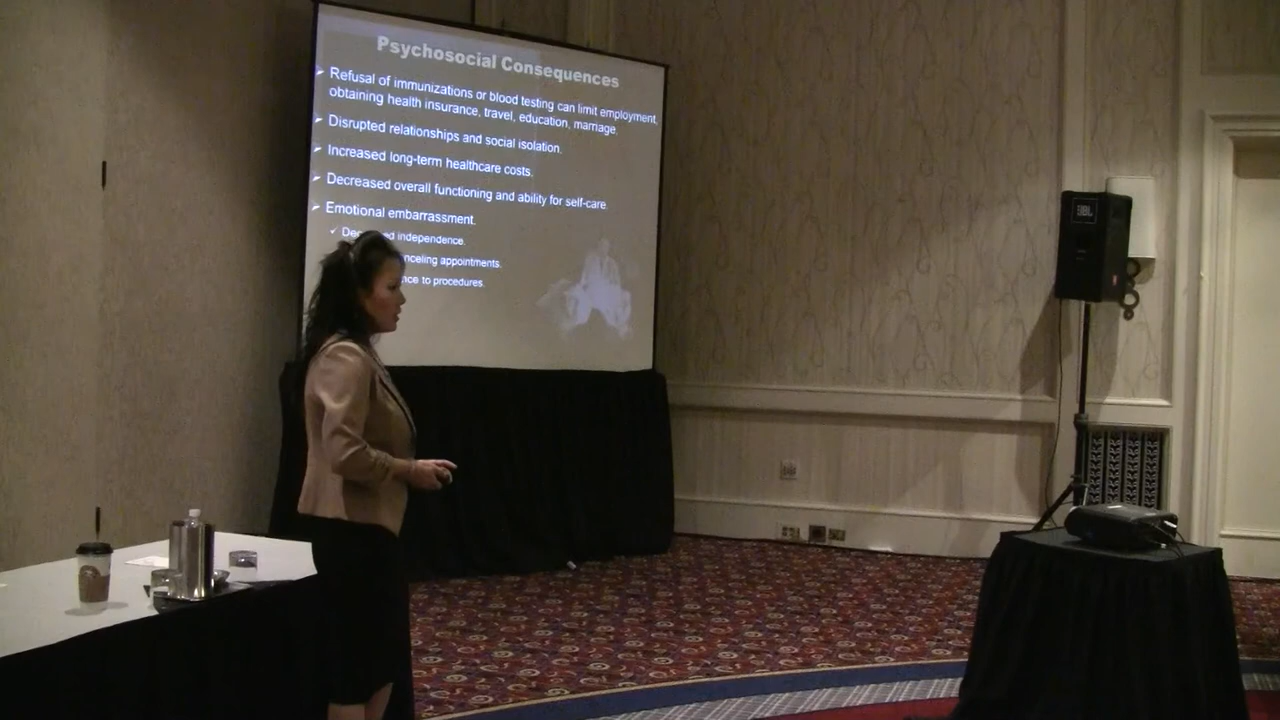 Psychosocial Consequences
Refusal of immunizations or blood testing can limit employment,
obtaining health insurance, travel, education, marriage.
Disrupted relationships and social isolation.
Increased long-term healthcare costs.
Decreased overall functioning and ability for self-care.
Emotional embarrassment.
independence.
appointments.
to procedures.
JBL